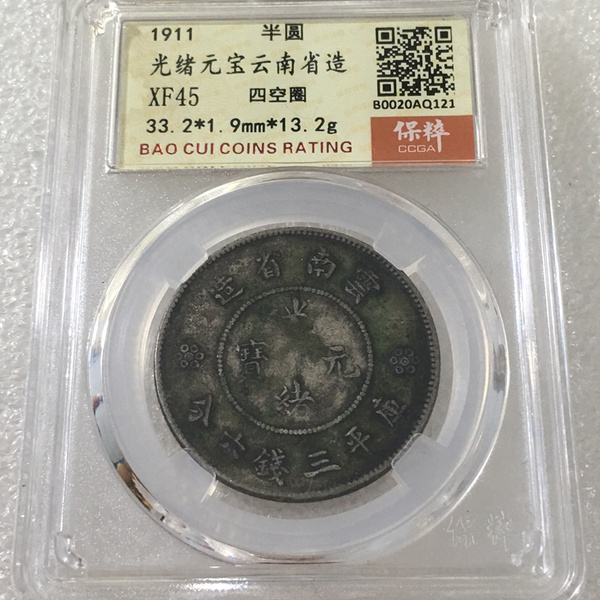 1911 半圆
光绪元宝云南省造
XF45 四空圈
33.2*1.9mm*13.2g
BAO CUI COINS RATING
B0020AQ121
保粹
CCGA
雲南省造
光緒元寶
庫平三錢六分
保粹